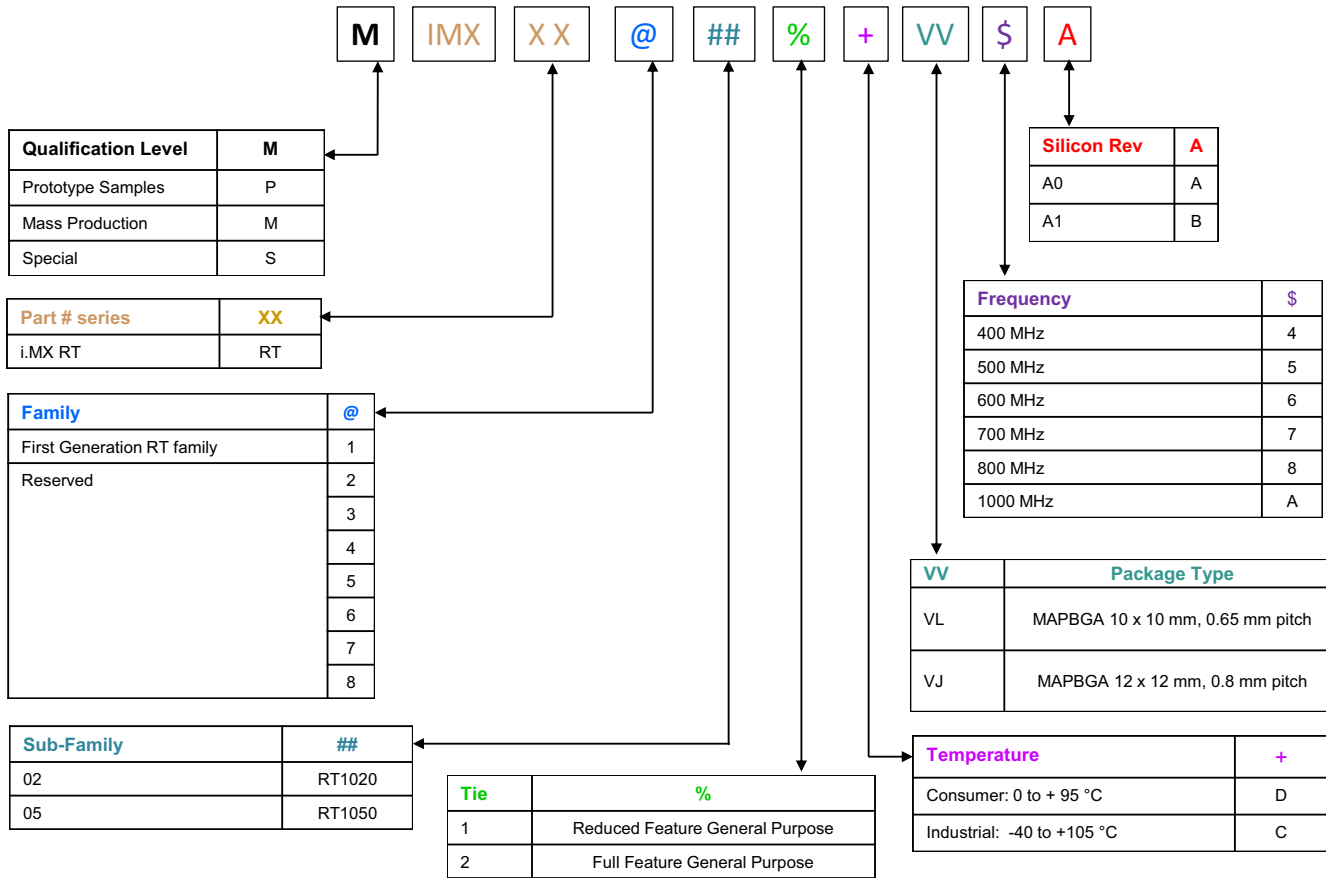 M IMX X X @ ## % + VV $ A
Qualification Level M
Prototype Samples P
Mass Production M
Special S
Silicon Rev A
A0 A
A1 B
Part # series XX
i.MX RT RT
Frequency $
400 MHz 4
500 MHz 5
600 MHz 6
700 MHz 7
800 MHz 8
1000 MHz A
Family @
First Generation RT family 1
Reserved 2
3
4
5
6
7
8
VV Package Type
VL MAPBGA 10 x 10 mm, 0.65 mm pitch
VJ MAPBGA 12 x 12 mm, 0.8 mm pitch
Sub-Family ##
02 RT1020
05 RT1050
Tie %
1 Reduced Feature General Purpose
2 Full Feature General Purpose
Temperature +
Consumer: 0 to + 95 °C D
Industrial: -40 to +105 °C C